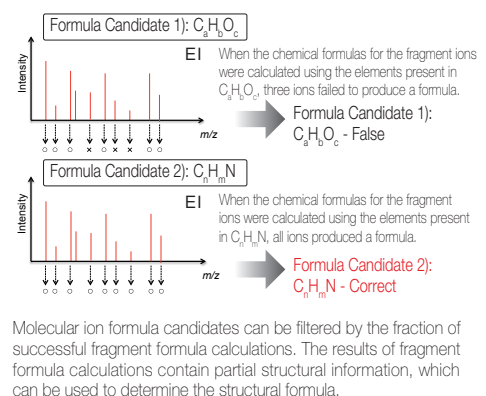 Formula Candidate 1): CaHbOc
EI
Intensity
m/z
○ ○ ○ × ○ × × ○ ○
When the chemical formulas for the fragment ions
were calculated using the elements present in
CaHbOc, three ions failed to produce a formula.
Formula Candidate 1):
CaHbOc - False
Formula Candidate 2): CnHmN
EI
Intensity
m/z
○ ○ ○ ○ ○ ○ ○ ○ ○
When the chemical formulas for the fragment
ions were calculated using the elements present
in CnHmN, all ions produced a formula.
Formula Candidate 2):
CnHmN - Correct
Molecular ion formula candidates can be filtered by the fraction of
successful fragment formula calculations. The results of fragment
formula calculations contain partial structural information, which
can be used to determine the structural formula.